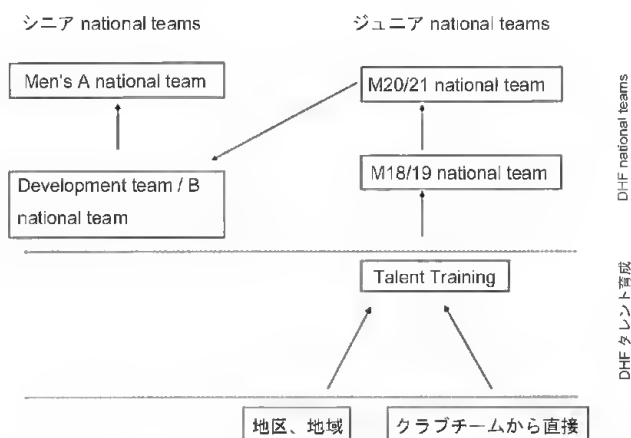 シニア national teams
ジュニア national teams
Men's A national team
M20/21 national team
Development team / B
national team
M18/19 national team
DHF national teams
Talent Training
DHF タレント育成
地区、地域
クラブチームから直接